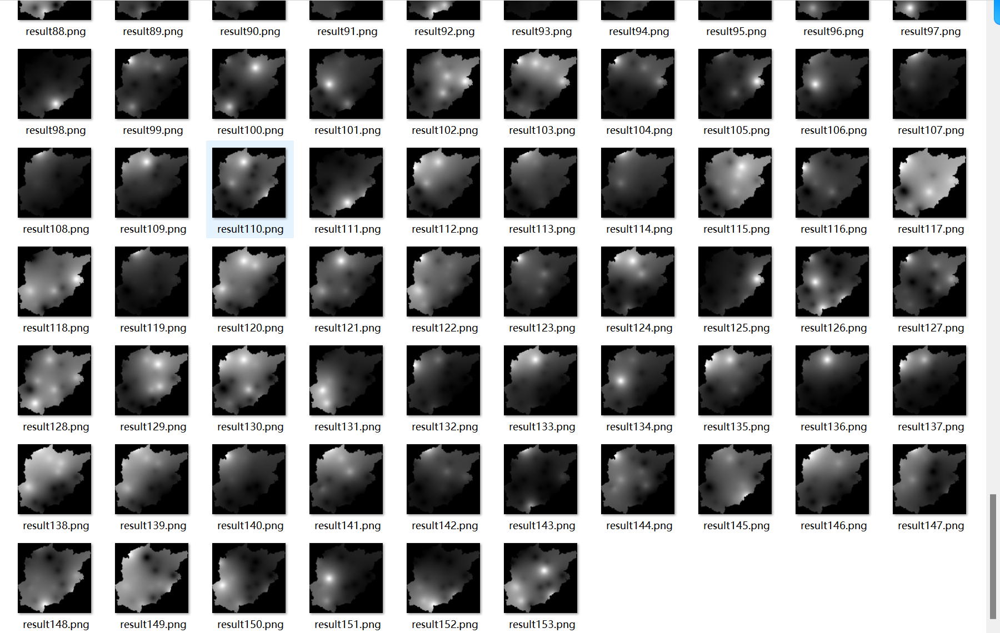 result88.png result89.png result90.png result91.png result92.png result93.png result94.png result95.png result96.png result97.png
result98.png result99.png result100.png result101.png result102.png result103.png result104.png result105.png result106.png result107.png
result108.png result109.png result110.png result111.png result112.png result113.png result114.png result115.png result116.png result117.png
result118.png result119.png result120.png result121.png result122.png result123.png result124.png result125.png result126.png result127.png
result128.png result129.png result130.png result131.png result132.png result133.png result134.png result135.png result136.png result137.png
result138.png result139.png result140.png result141.png result142.png result143.png result144.png result145.png result146.png result147.png
result148.png result149.png result150.png result151.png result152.png result153.png